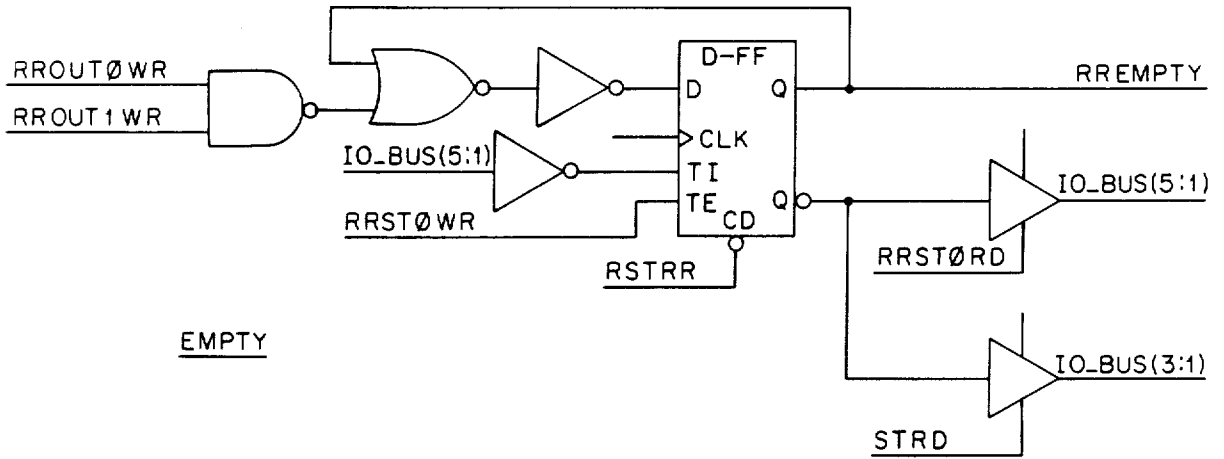 RROUTØWR
RROUT1WR
IO_BUS(5:1)
RRSTØWR
D-FF
D
Q
CLK
TI
TE
Q
CD
RSTRR
RREMPTY
IO_BUS(5:1)
RRSTØRD
IO_BUS(3:1)
STRD
EMPTY